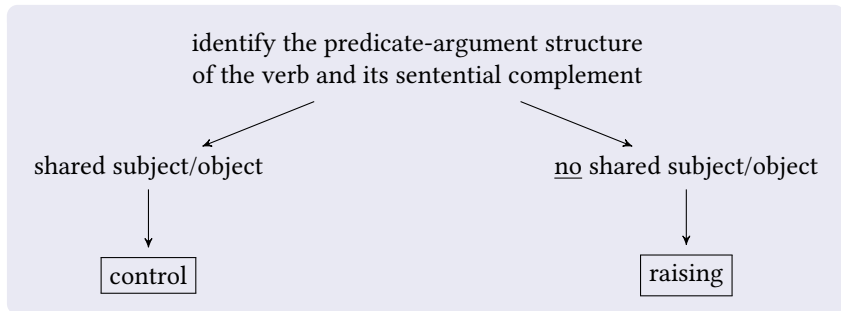 identify the predicate-argument structure
of the verb and its sentential complement
shared subject/object
no shared subject/object
control
raising